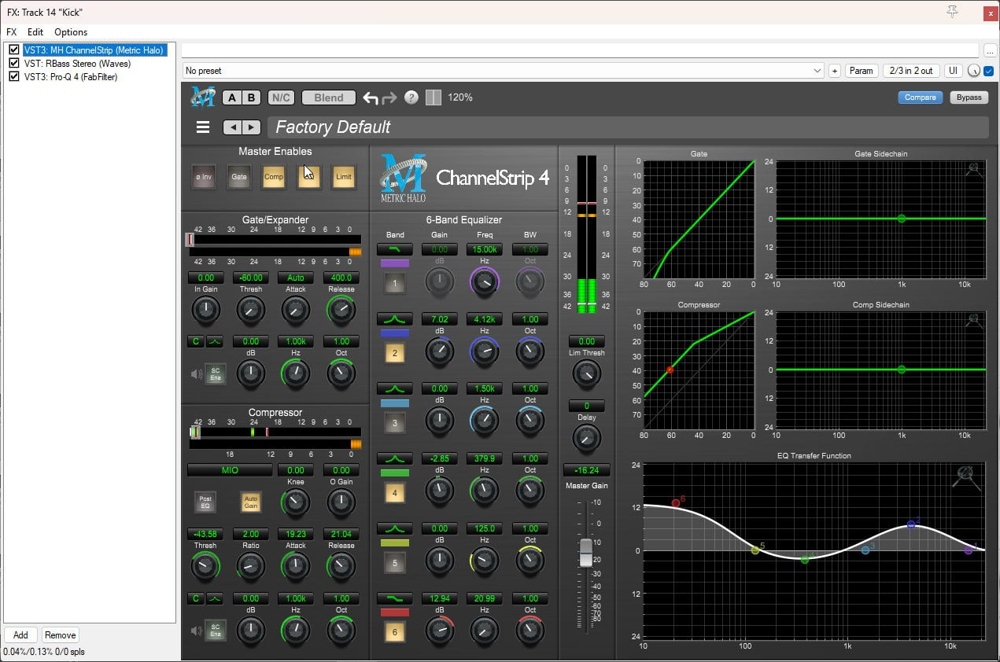 FX: Track 14 "Kick"
x
FX Edit Options
VST3: MH ChannelStrip (Metric Halo)
VST: RBass Stereo (Waves)
VST3: Pro-Q 4 (FabFilter)
...
No preset + Param 2/3 in 2 out UI
A B N/C Blend ? 120% Compare Bypass
Factory Default
Master Enables
ø Inv Gate Comp Limit
METRIC HALO
ChannelStrip 4
Gate/Expander
42 36 30 24 18 12 9 6 3 0
42 36 30 24 18 12 9 6 3 0
0.00 -60.00 Auto 400.0
In Gain Thresh Attack Release
C 0.00 1.00k 1.00
dB Hz Oct
SC Ena
Compressor
42 36 30 24 18 12 9 6 3 0
18 12 9 6 3 0
MIO 0.00 0.00
Knee O Gain
Post EQ Auto Gain
-43.58 2.00 19.23 21.04
Thresh Ratio Attack Release
C 0.00 1.00k 1.00
dB Hz Oct
SC Ena
6-Band Equalizer
Band Gain Freq BW
0.00 15.00k 1.00
dB Hz Oct
1
7.02 4.12k 1.00
dB Hz Oct
2
0.00 1.50k 1.00
dB Hz Oct
3
-2.85 379.9 1.00
dB Hz Oct
4
0.00 125.0 1.00
dB Hz Oct
5
12.94 20.99 1.00
dB Hz Oct
6
0 0
3 3
6 6
9 9
12 12
18 18
24 24
30 30
36 36
42 42
0.00
Lim Thresh
0
Delay
-16.24
Master Gain
-10
-0
-10
-20
-30
-40
-50
-60
-70
-80
Gate
0
10
20
30
40
50
60
70
80 60 40 20 0
Gate Sidechain
24
12
0
12
24
10 100 1k 10k
Compressor
0
10
20
30
40
50
60
70
80 60 40 20 0
Comp Sidechain
24
12
0
12
24
10 100 1k 10k
EQ Transfer Function
24
12
0
12
24
6 5 4 3 2 1
10 100 1k 10k
Add Remove
0.04%/0.13% 0/0 spls